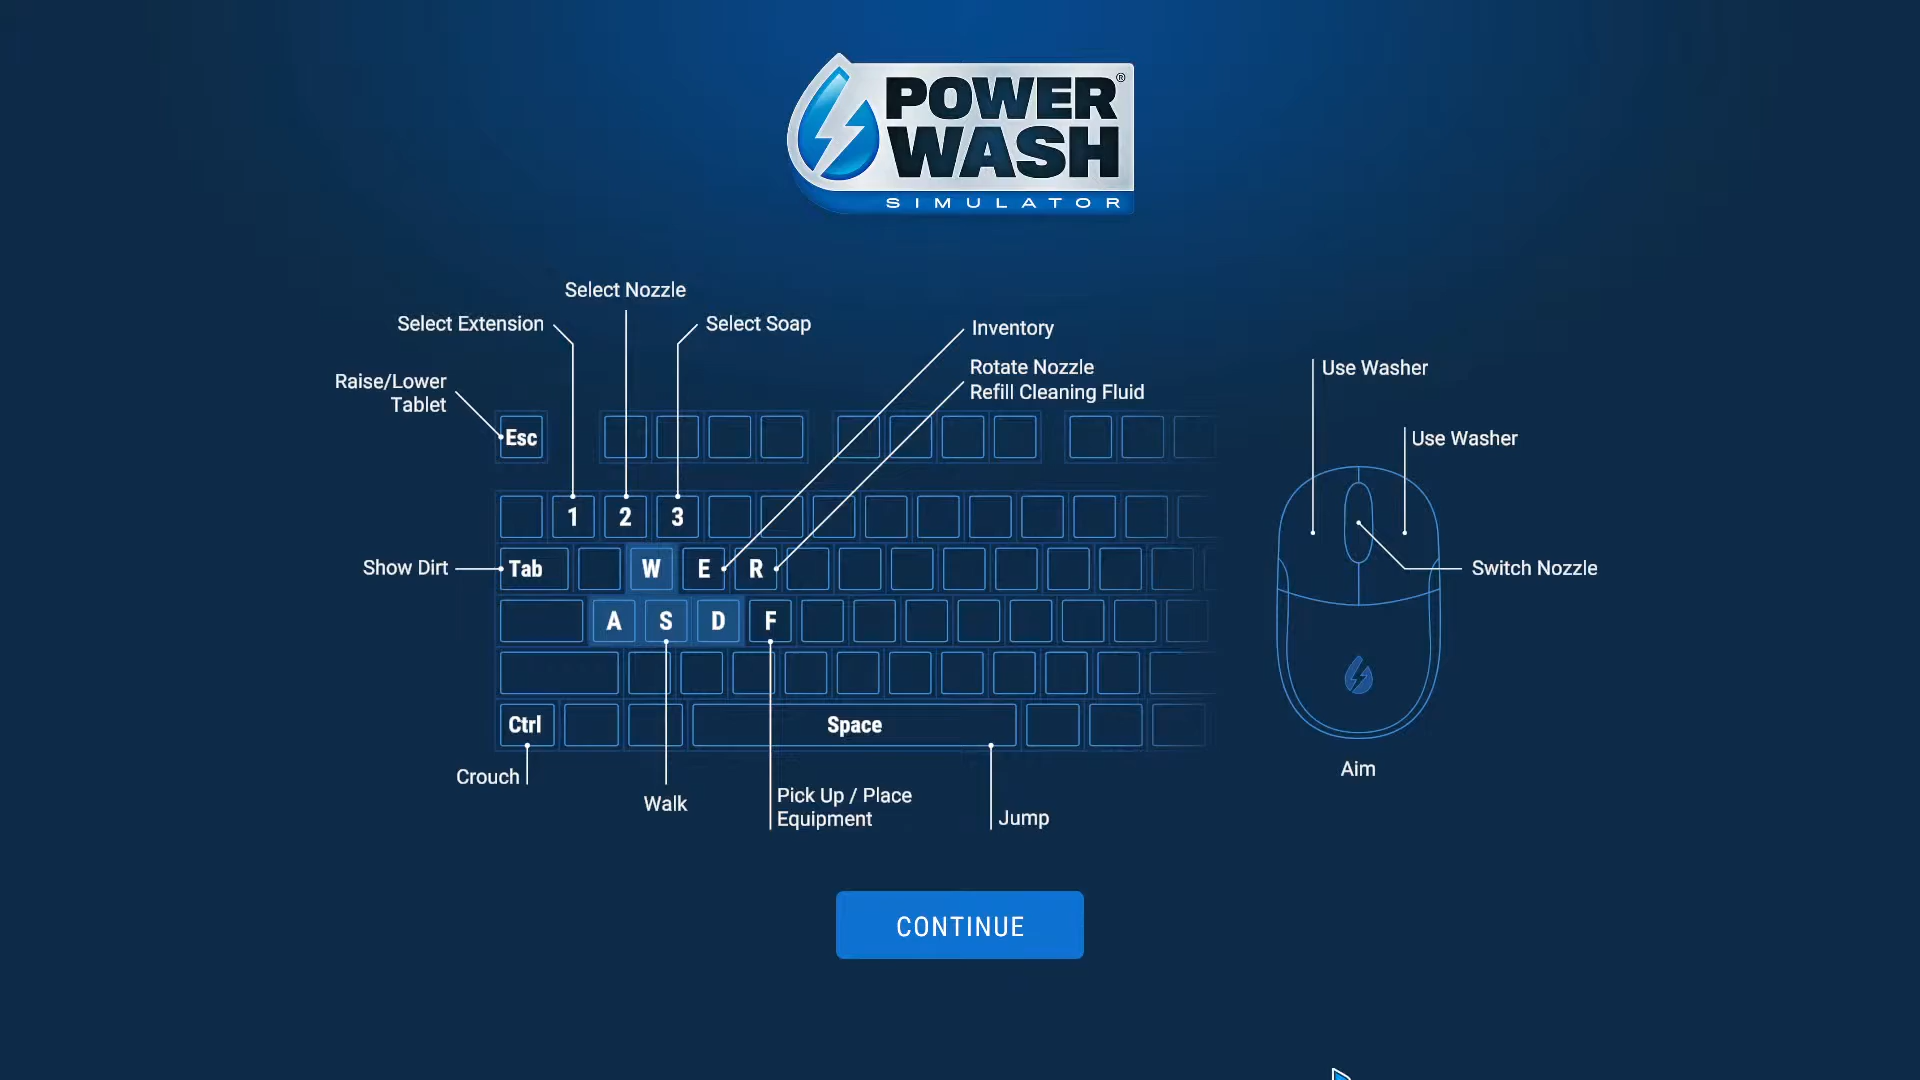 POWER®
WASH
SIMULATOR
Select Nozzle
Select Extension
Select Soap
Inventory
Rotate Nozzle
Refill Cleaning Fluid
Use Washer
Raise/Lower
Tablet
Esc
Use Washer
1 2 3
Show Dirt
Tab W E R
Switch Nozzle
A S D F
Ctrl Space
Crouch
Walk
Pick Up / Place
Equipment
Jump
Aim
CONTINUE